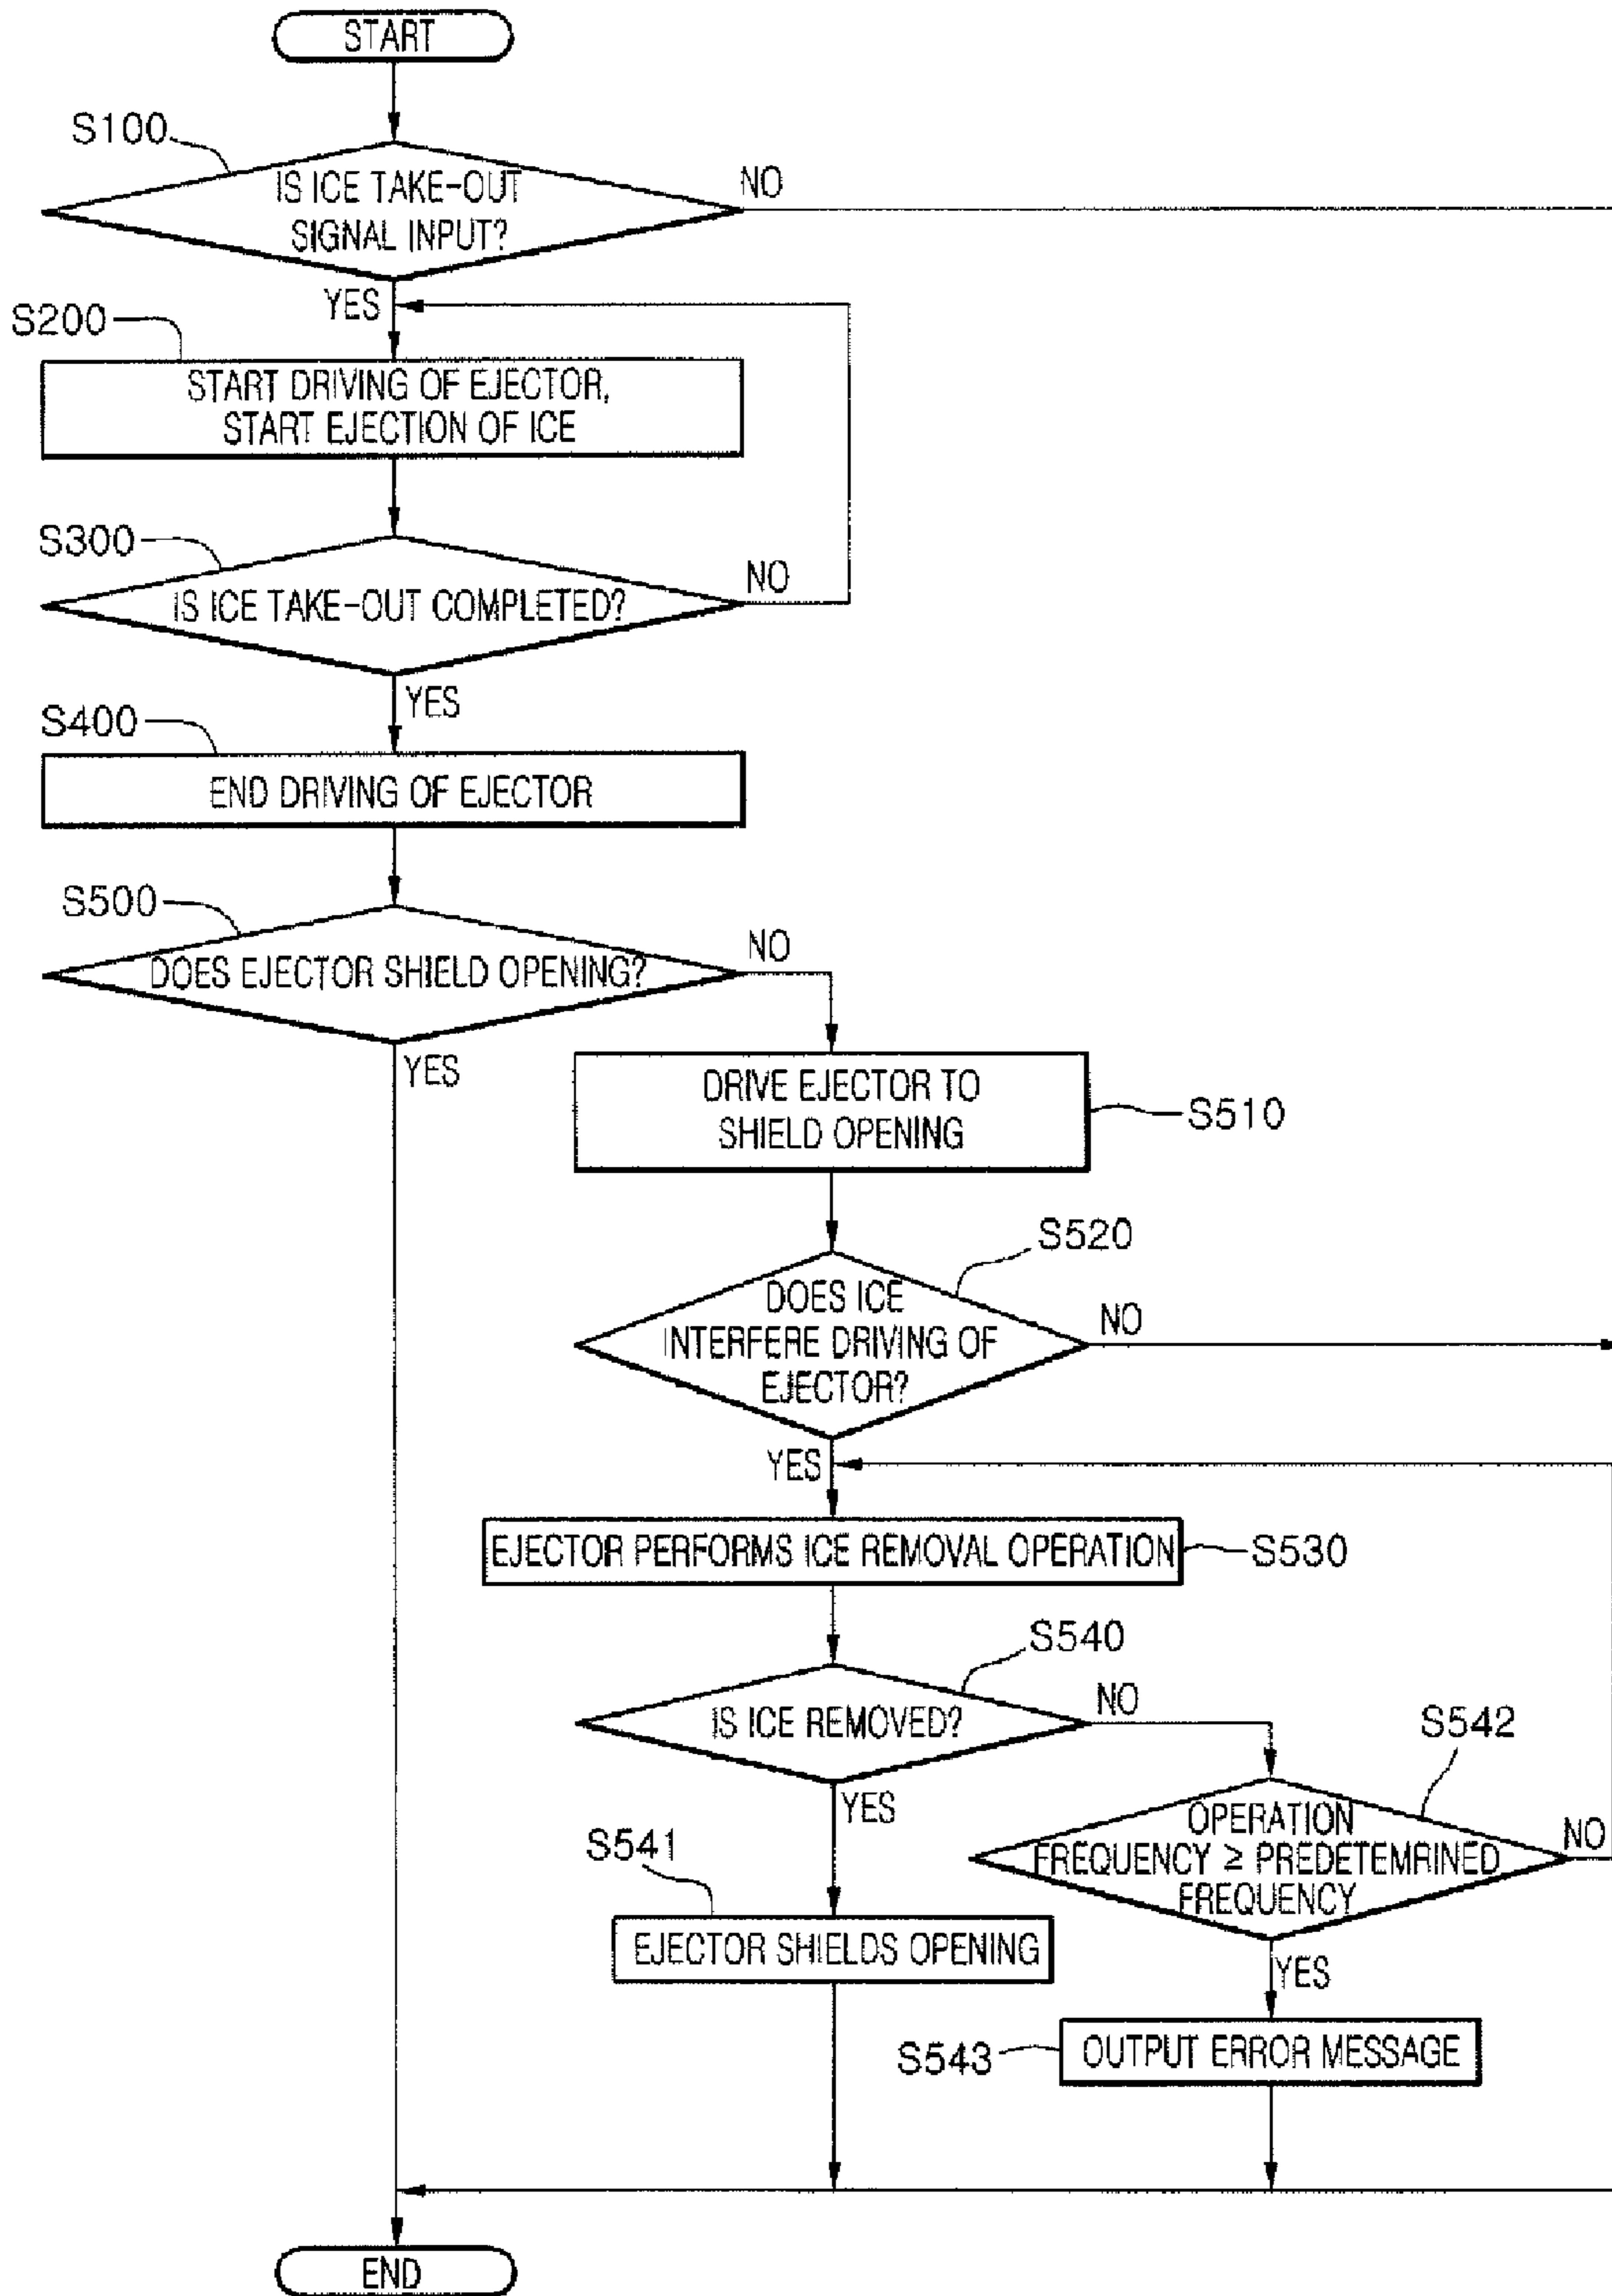 START
S100
IS ICE TAKE-OUT
SIGNAL INPUT?
NO
YES
S200
START DRIVING OF EJECTOR,
START EJECTION OF ICE
S300
IS ICE TAKE-OUT COMPLETED?
NO
YES
S400
END DRIVING OF EJECTOR
S500
DOES EJECTOR SHIELD OPENING?
NO
YES
DRIVE EJECTOR TO
SHIELD OPENING
S510
S520
DOES ICE
INTERFERE DRIVING OF
EJECTOR?
NO
YES
EJECTOR PERFORMS ICE REMOVAL OPERATION
S530
S540
IS ICE REMOVED?
NO
YES
S542
OPERATION
FREQUENCY ≥ PREDETEMRINED
FREQUENCY
NO
YES
S541
EJECTOR SHIELDS OPENING
S543
OUTPUT ERROR MESSAGE
END